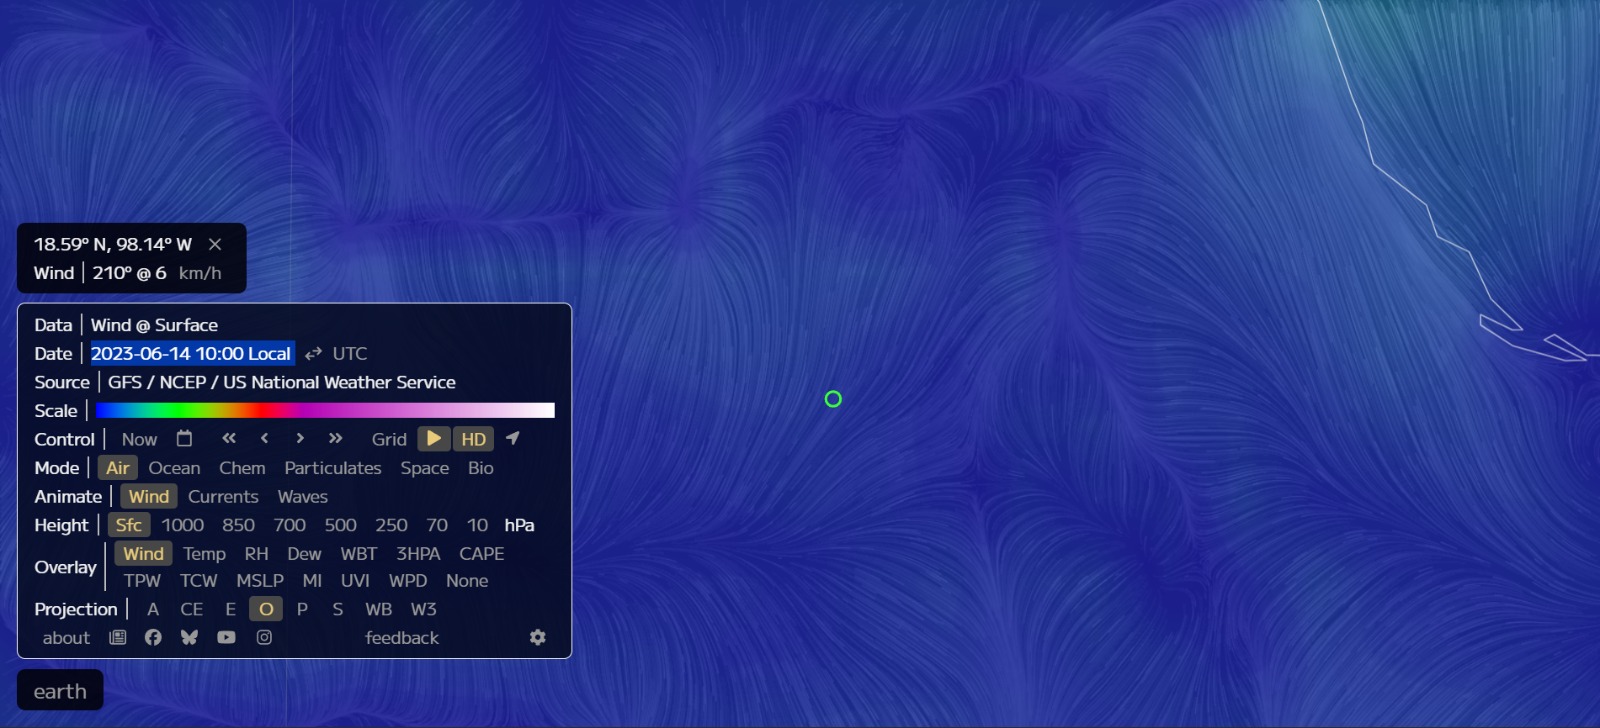 18.59° N, 98.14° W ×
Wind | 210° @ 6 km/h
Data | Wind @ Surface
Date | 2023-06-14 10:00 Local ⇄ UTC
Source | GFS / NCEP / US National Weather Service
Scale |
Control | Now « ‹ › » Grid ▶ HD
Mode | Air Ocean Chem Particulates Space Bio
Animate | Wind Currents Waves
Height | Sfc 1000 850 700 500 250 70 10 hPa
Overlay | Wind Temp RH Dew WBT 3HPA CAPE
TPW TCW MSLP MI UVI WPD None
Projection | A CE E O P S WB W3
about feedback
earth